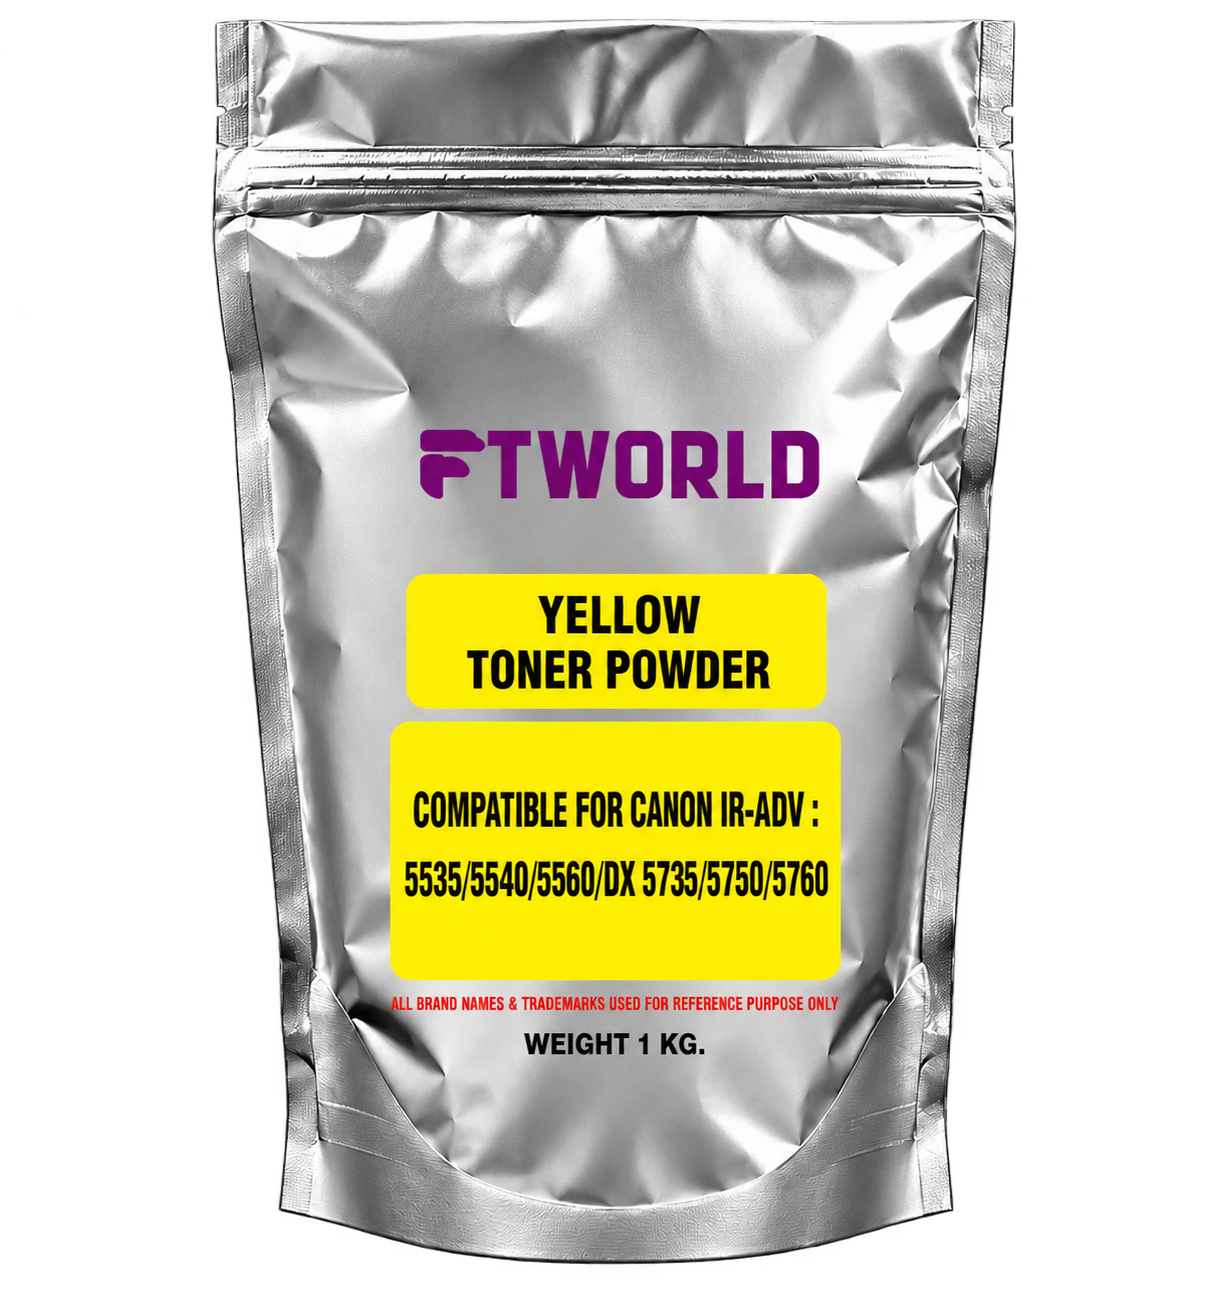 FTWORLD
YELLOW
TONER POWDER
COMPATIBLE FOR CANON IR-ADV :
5535/5540/5560/DX 5735/5750/5760
ALL BRAND NAMES & TRADEMARKS USED FOR REFERENCE PURPOSE ONLY
WEIGHT 1 KG.